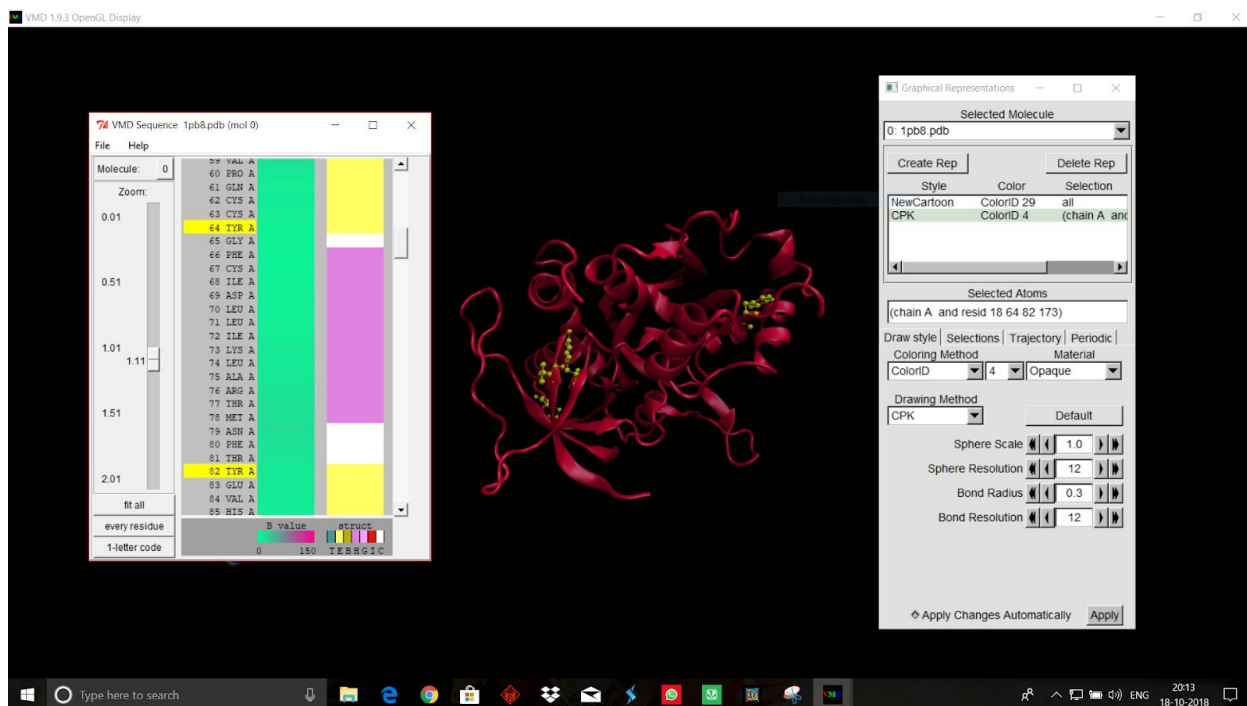 VMD 1.9.3 OpenGL Display
VMD Sequence 1pb8.pdb (mol 0)
File Help
Molecule: 0
Zoom:
0.01
0.51
1.01
1.11
1.51
2.01
fit all
every residue
1-letter code
59 VAL A
60 PRO A
61 GLN A
62 CYS A
63 CYS A
64 TYR A
65 GLY A
66 PHE A
67 CYS A
68 ILE A
69 ASP A
70 LEU A
71 LEU A
72 ILE A
73 LYS A
74 LEU A
75 ALA A
76 ARG A
77 THR A
78 MET A
79 ASN A
80 PHE A
81 THR A
82 TYR A
83 GLU A
84 VAL A
85 HIS A
B value struct
0 150 T E B H G I C
Full-screen Snip
Graphical Representations
Selected Molecule
0: 1pb8.pdb
Create Rep Delete Rep
Style Color Selection
NewCartoon ColorID 29 all
CPK ColorID 4 (chain A and
Selected Atoms
(chain A and resid 18 64 82 173)
Draw style Selections Trajectory Periodic
Coloring Method Material
ColorID 4 Opaque
Drawing Method
CPK Default
Sphere Scale 1.0
Sphere Resolution 12
Bond Radius 0.3
Bond Resolution 12
Apply Changes Automatically Apply
Type here to search
ENG
20:13
18-10-2018